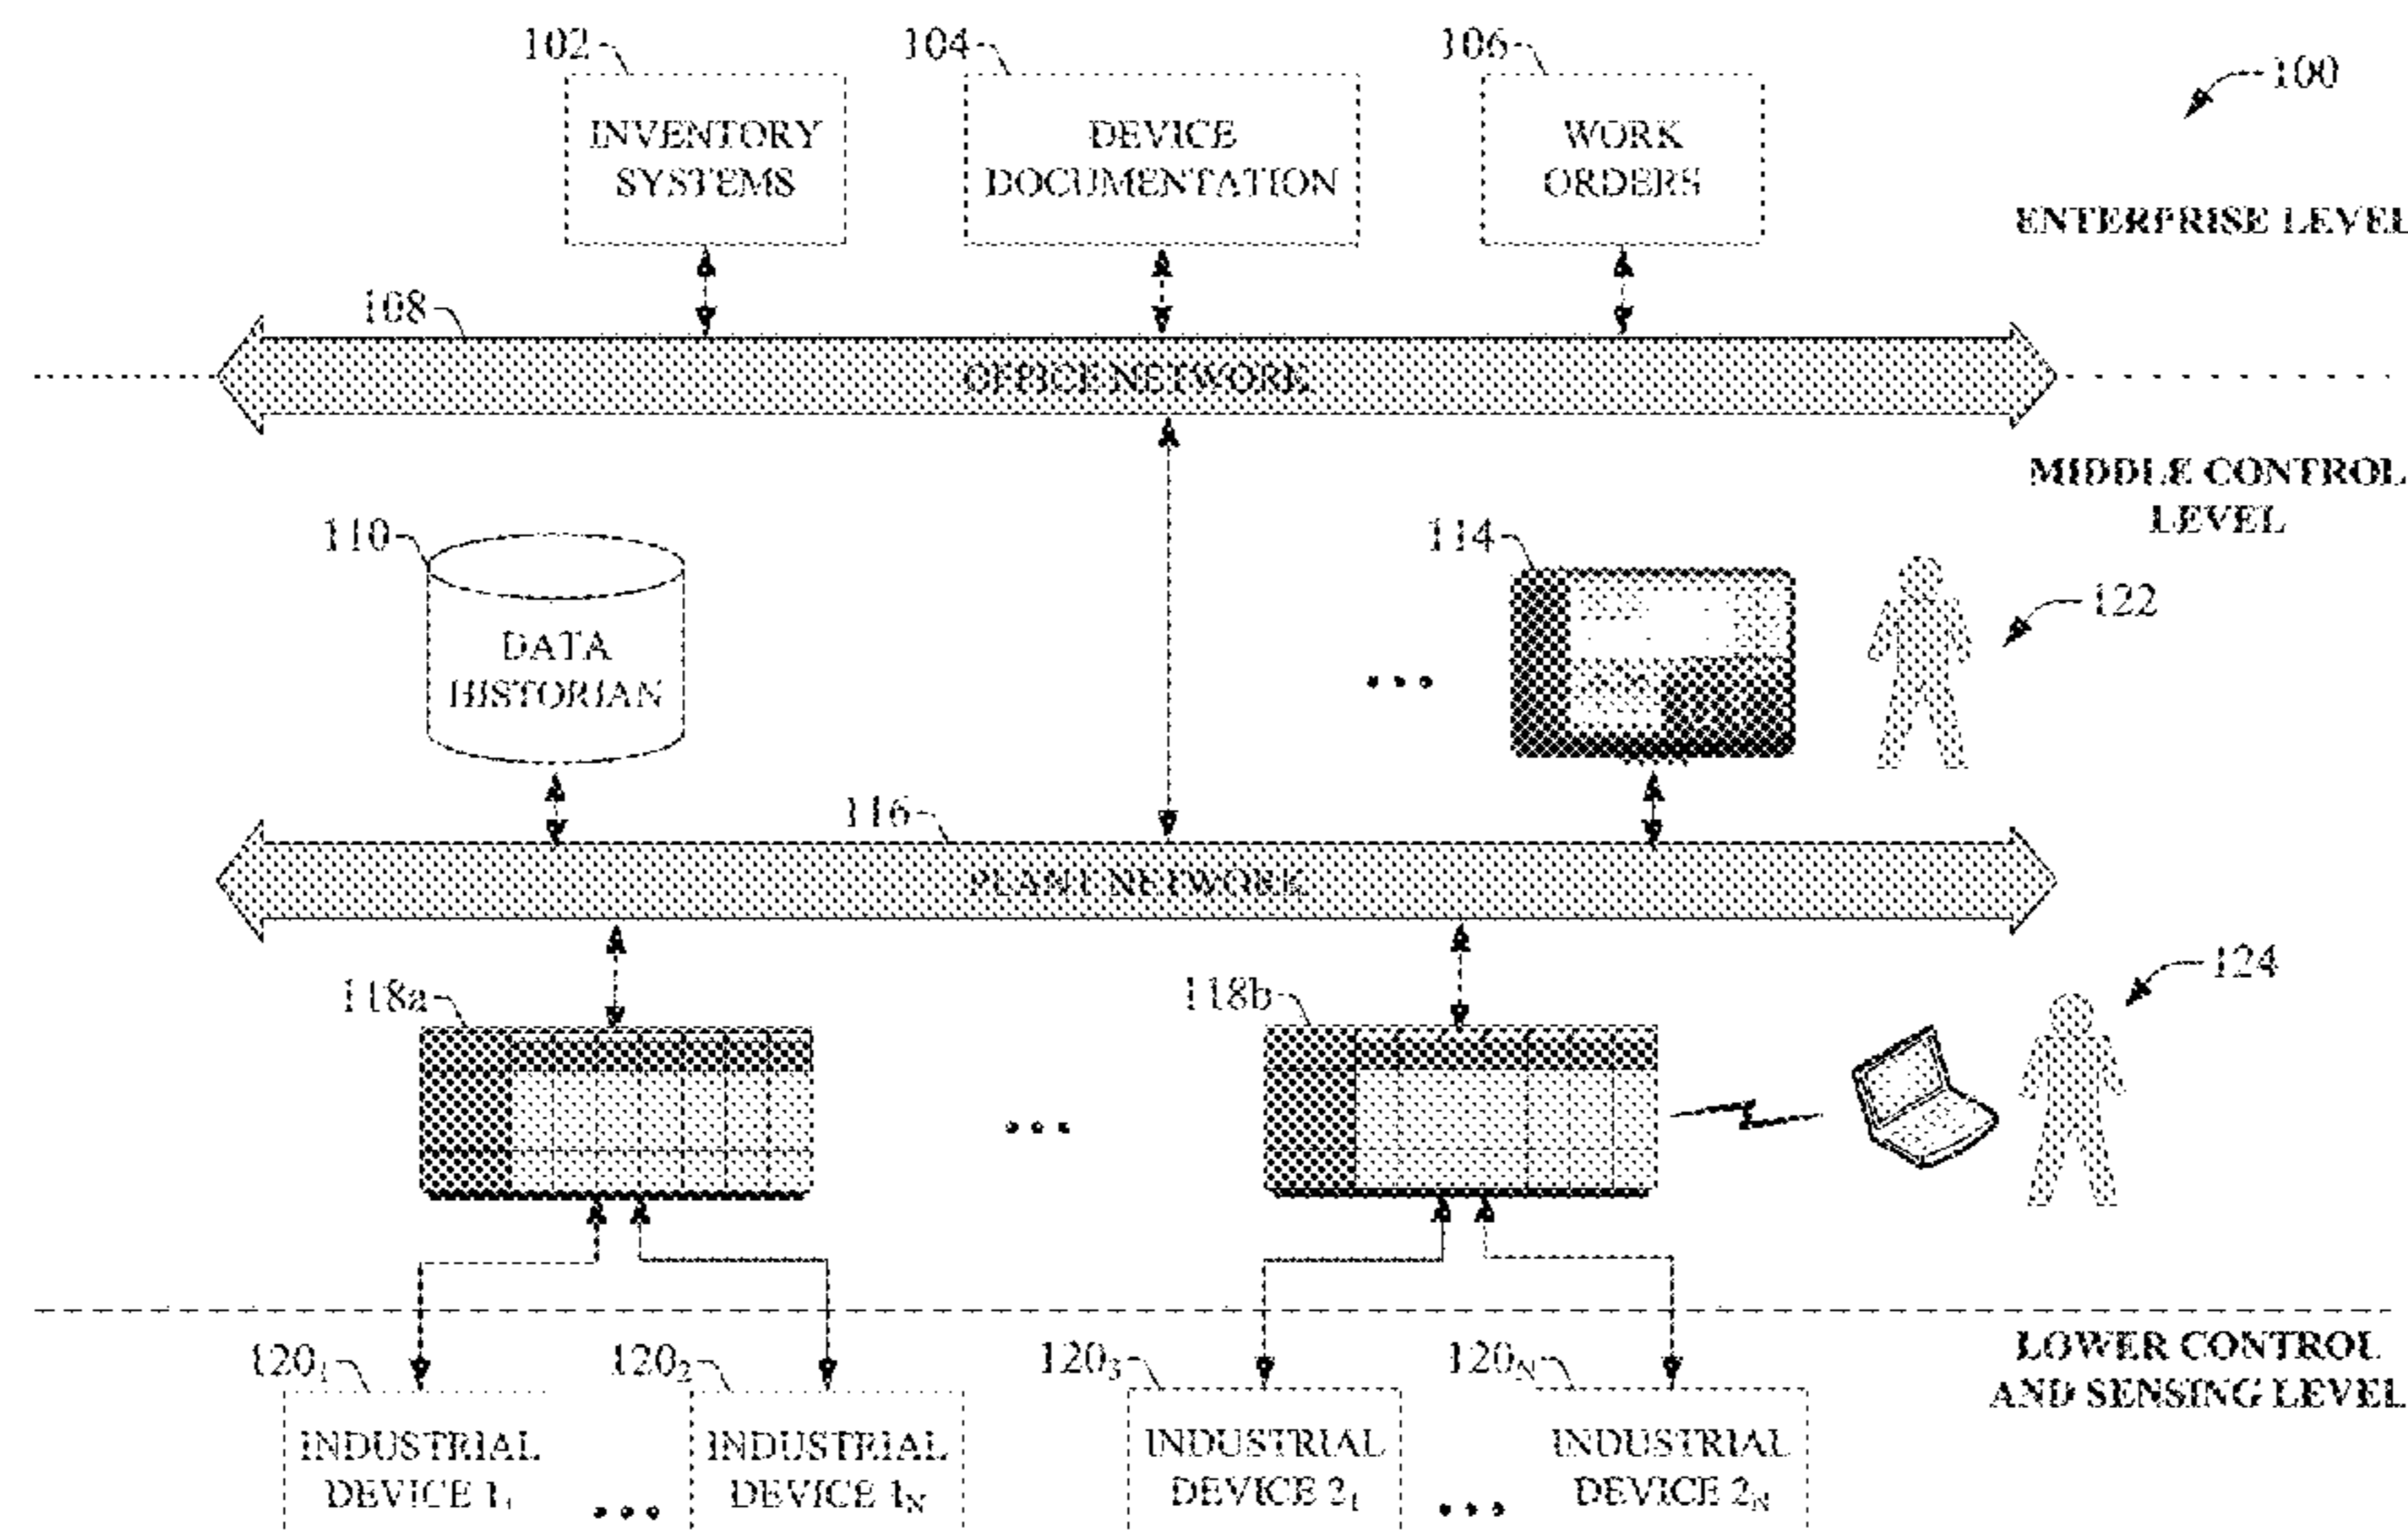 102
104
106
100
INVENTORY
SYSTEMS
DEVICE
DOCUMENTATION
WORK
ORDERS
ENTERPRISE LEVEL
108
OFFICE NETWORK
MIDDLE CONTROL
LEVEL
110
114
122
DATA
HISTORIAN
116
PLANT NETWORK
118a
118b
124
LOWER CONTROL
AND SENSING LEVEL
120₁
120₂
120₃
120ₙ
INDUSTRIAL
DEVICE 1₁
INDUSTRIAL
DEVICE 1ₙ
INDUSTRIAL
DEVICE 2₁
INDUSTRIAL
DEVICE 2ₙ